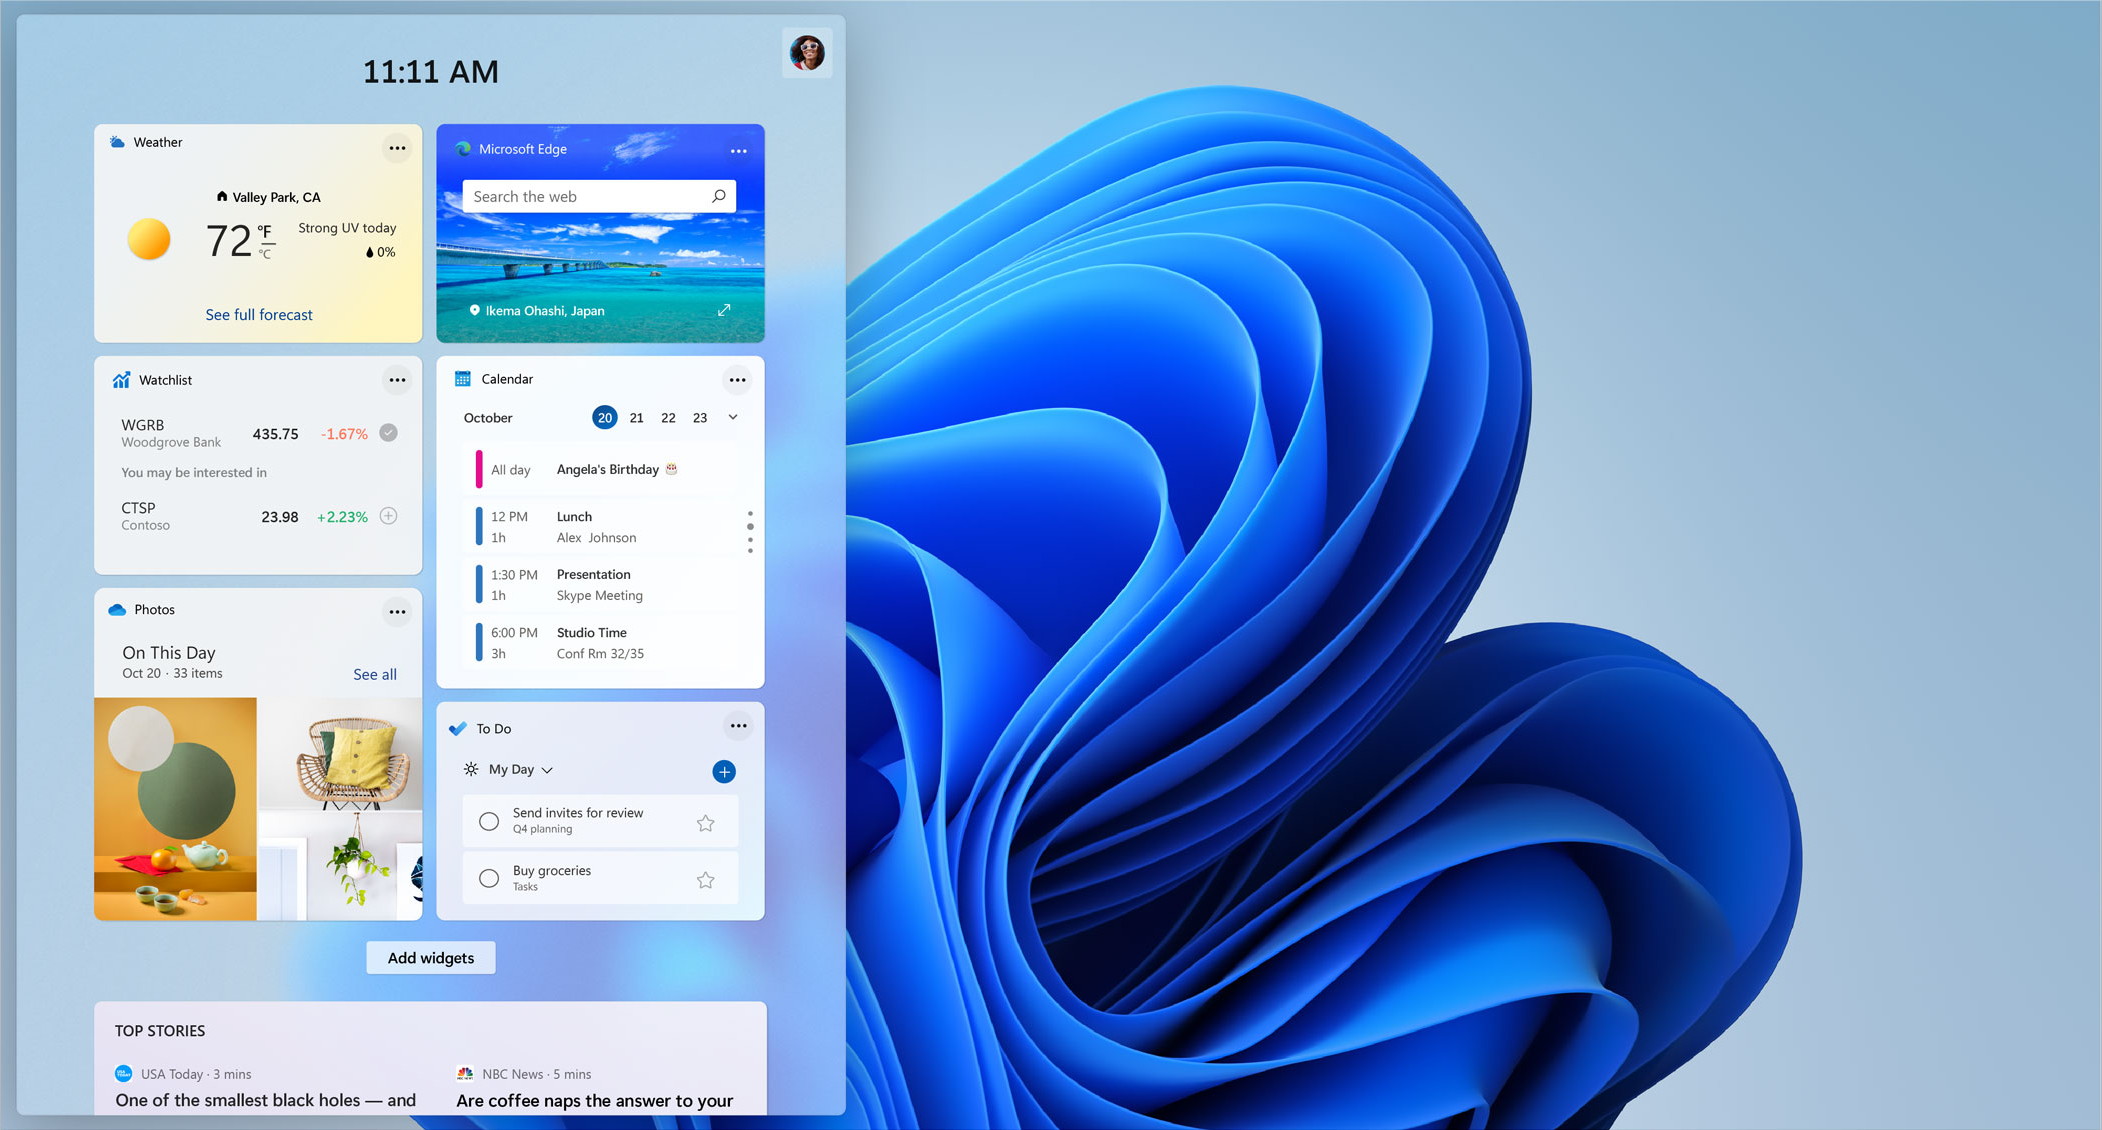 11:11 AM
Weather
Valley Park, CA
72 °F
°C
Strong UV today
0%
See full forecast
Microsoft Edge
Search the web
Ikema Ohashi, Japan
Watchlist
WGRB
Woodgrove Bank
435.75 -1.67%
You may be interested in
CTSP
Contoso
23.98 +2.23%
Calendar
October 20 21 22 23
All day Angela's Birthday
12 PM Lunch
1h Alex Johnson
1:30 PM Presentation
1h Skype Meeting
6:00 PM Studio Time
3h Conf Rm 32/35
Photos
On This Day
Oct 20 · 33 items
See all
To Do
My Day
Send invites for review
Q4 planning
Buy groceries
Tasks
Add widgets
TOP STORIES
USA Today · 3 mins
One of the smallest black holes — and
NBC News · 5 mins
Are coffee naps the answer to your